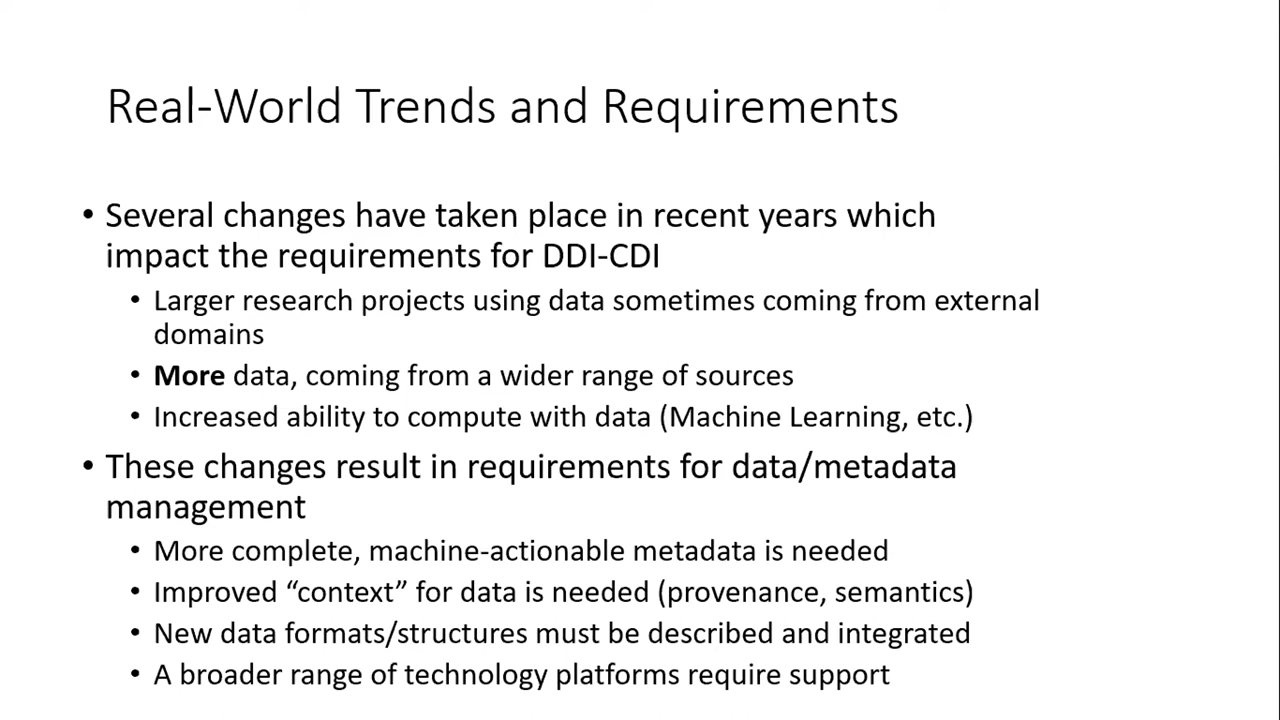 Real-World Trends and Requirements
• Several changes have taken place in recent years which
impact the requirements for DDI-CDI
• Larger research projects using data sometimes coming from external
domains
• More data, coming from a wider range of sources
• Increased ability to compute with data (Machine Learning, etc.)
• These changes result in requirements for data/metadata
management
• More complete, machine-actionable metadata is needed
• Improved “context” for data is needed (provenance, semantics)
• New data formats/structures must be described and integrated
• A broader range of technology platforms require support